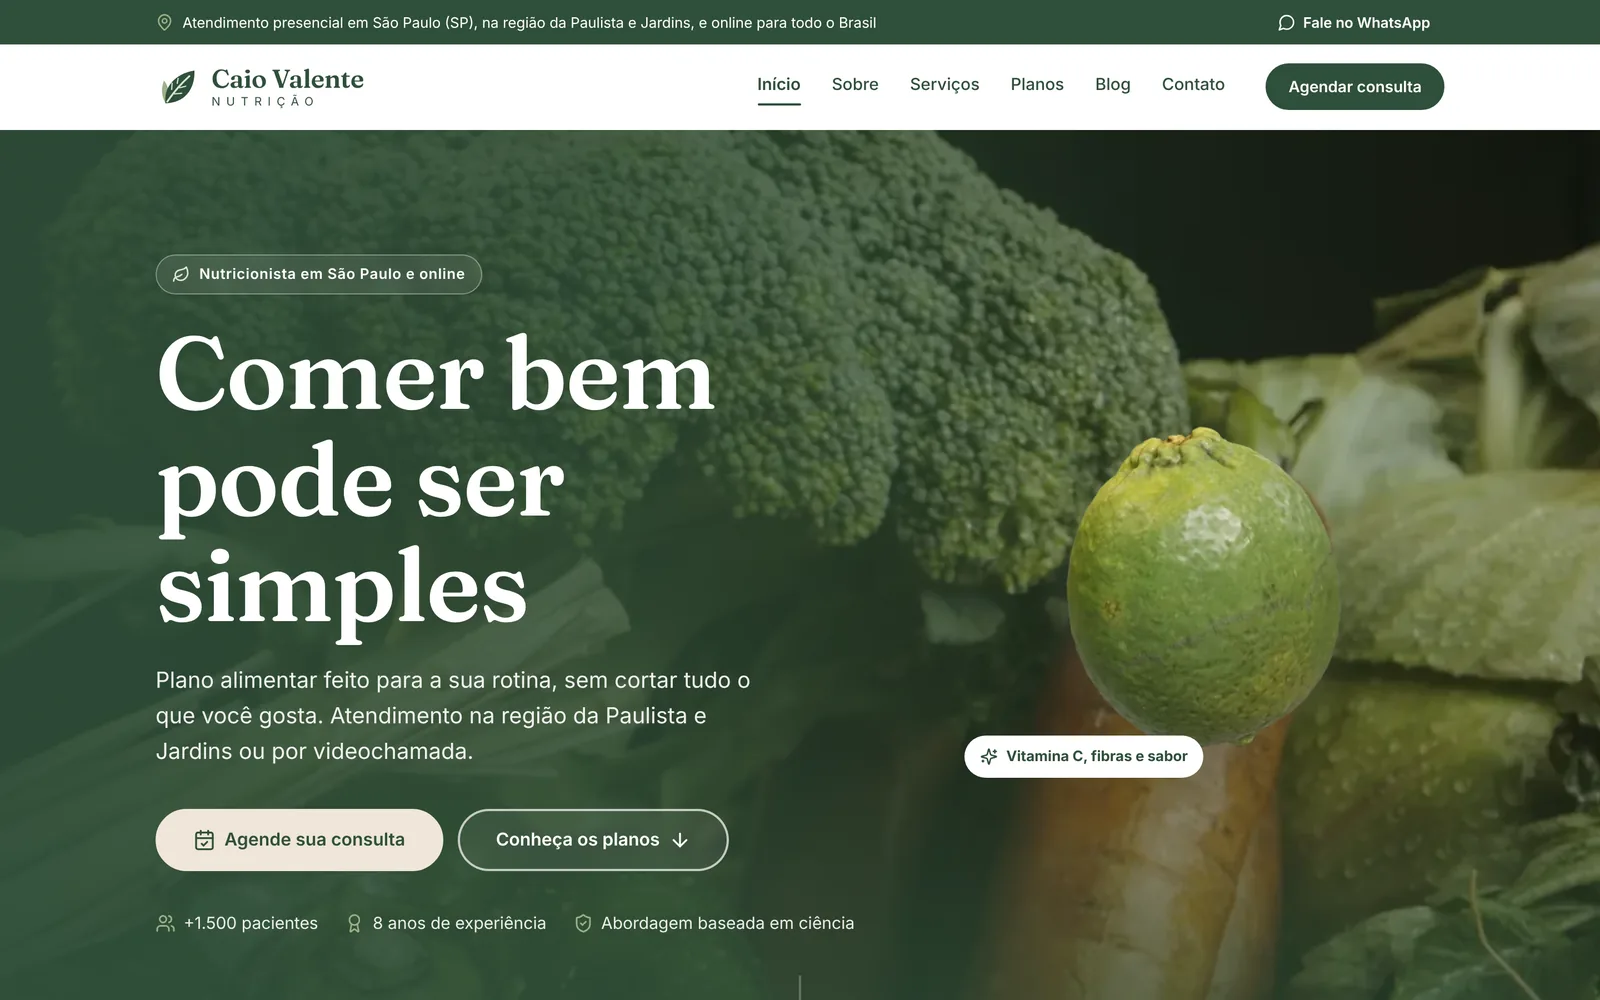 Atendimento presencial em São Paulo (SP), na região da Paulista e Jardins, e online para todo o Brasil
Fale no WhatsApp
Caio Valente
NUTRIÇÃO
Início
Sobre
Serviços
Planos
Blog
Contato
Agendar consulta
Nutricionista em São Paulo e online
Comer bem
pode ser
simples
Plano alimentar feito para a sua rotina, sem cortar tudo o
que você gosta. Atendimento na região da Paulista e
Jardins ou por videochamada.
Vitamina C, fibras e sabor
Agende sua consulta
Conheça os planos
+1.500 pacientes
8 anos de experiência
Abordagem baseada em ciência